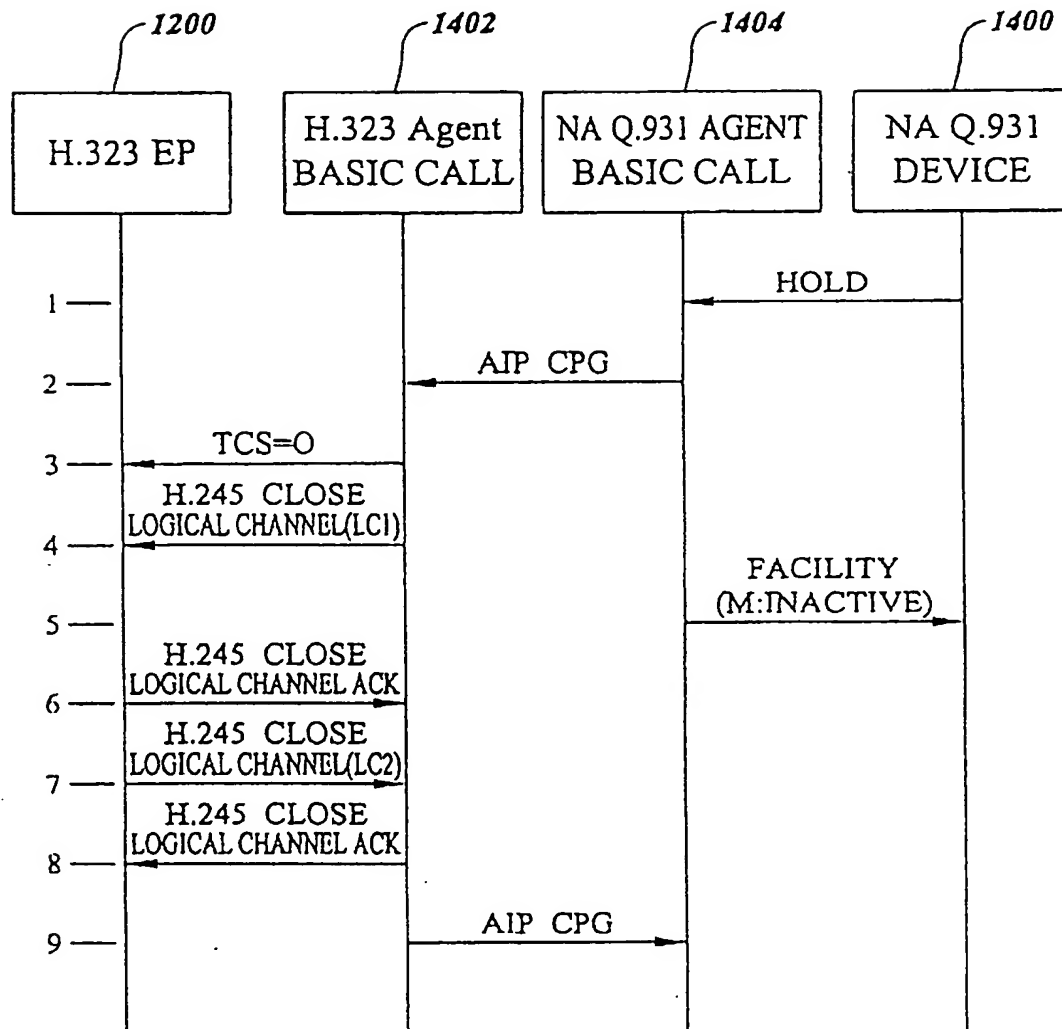 1200
1402
1404
1400
H.323 EP
H.323 Agent
BASIC CALL
NA Q.931 AGENT
BASIC CALL
NA Q.931
DEVICE
1
HOLD
2
AIP CPG
3
TCS=O
4
H.245 CLOSE
LOGICAL CHANNEL(LC1)
5
FACILITY
(M:INACTIVE)
6
H.245 CLOSE
LOGICAL CHANNEL ACK
7
H.245 CLOSE
LOGICAL CHANNEL(LC2)
8
H.245 CLOSE
LOGICAL CHANNEL ACK
9
AIP CPG